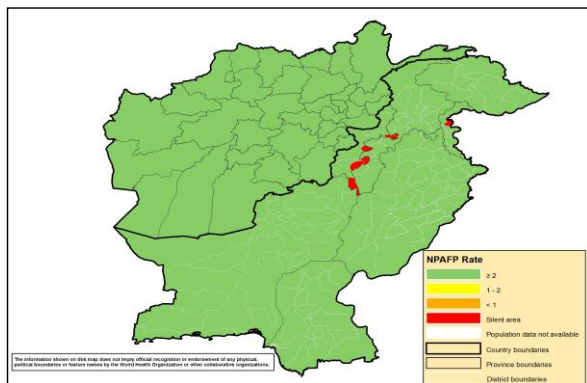 NPAFP Rate
≥ 2
1 - 2
< 1
Silent area
Population data not available
Country boundaries
Province boundaries
District boundaries
The information shown on this map does not imply official recognition or endorsement of any physical,
political boundaries or feature names by the World Health Organization or other collaborative organizations.